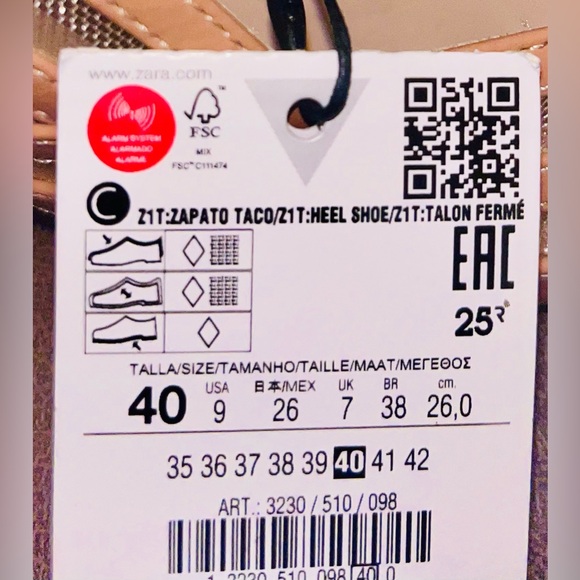 www.zara.com
ALARM SYSTEM
ALARMADO
ALARME
FSC
MIX
FSC™ C111474
C
Z1T:ZAPATO TACO/Z1T:HEEL SHOE/Z1T:TALON FERMÉ
EAC
25
TALLA/SIZE/TAMANHO/TAILLE/MAAT/ΜΕΓΕΘΟΣ
USA 日本/MEX UK BR cm.
40 9 26 7 38 26,0
35 36 37 38 39 40 41 42
ART.: 3230 / 510 / 098
1 3230 510 098 40 0